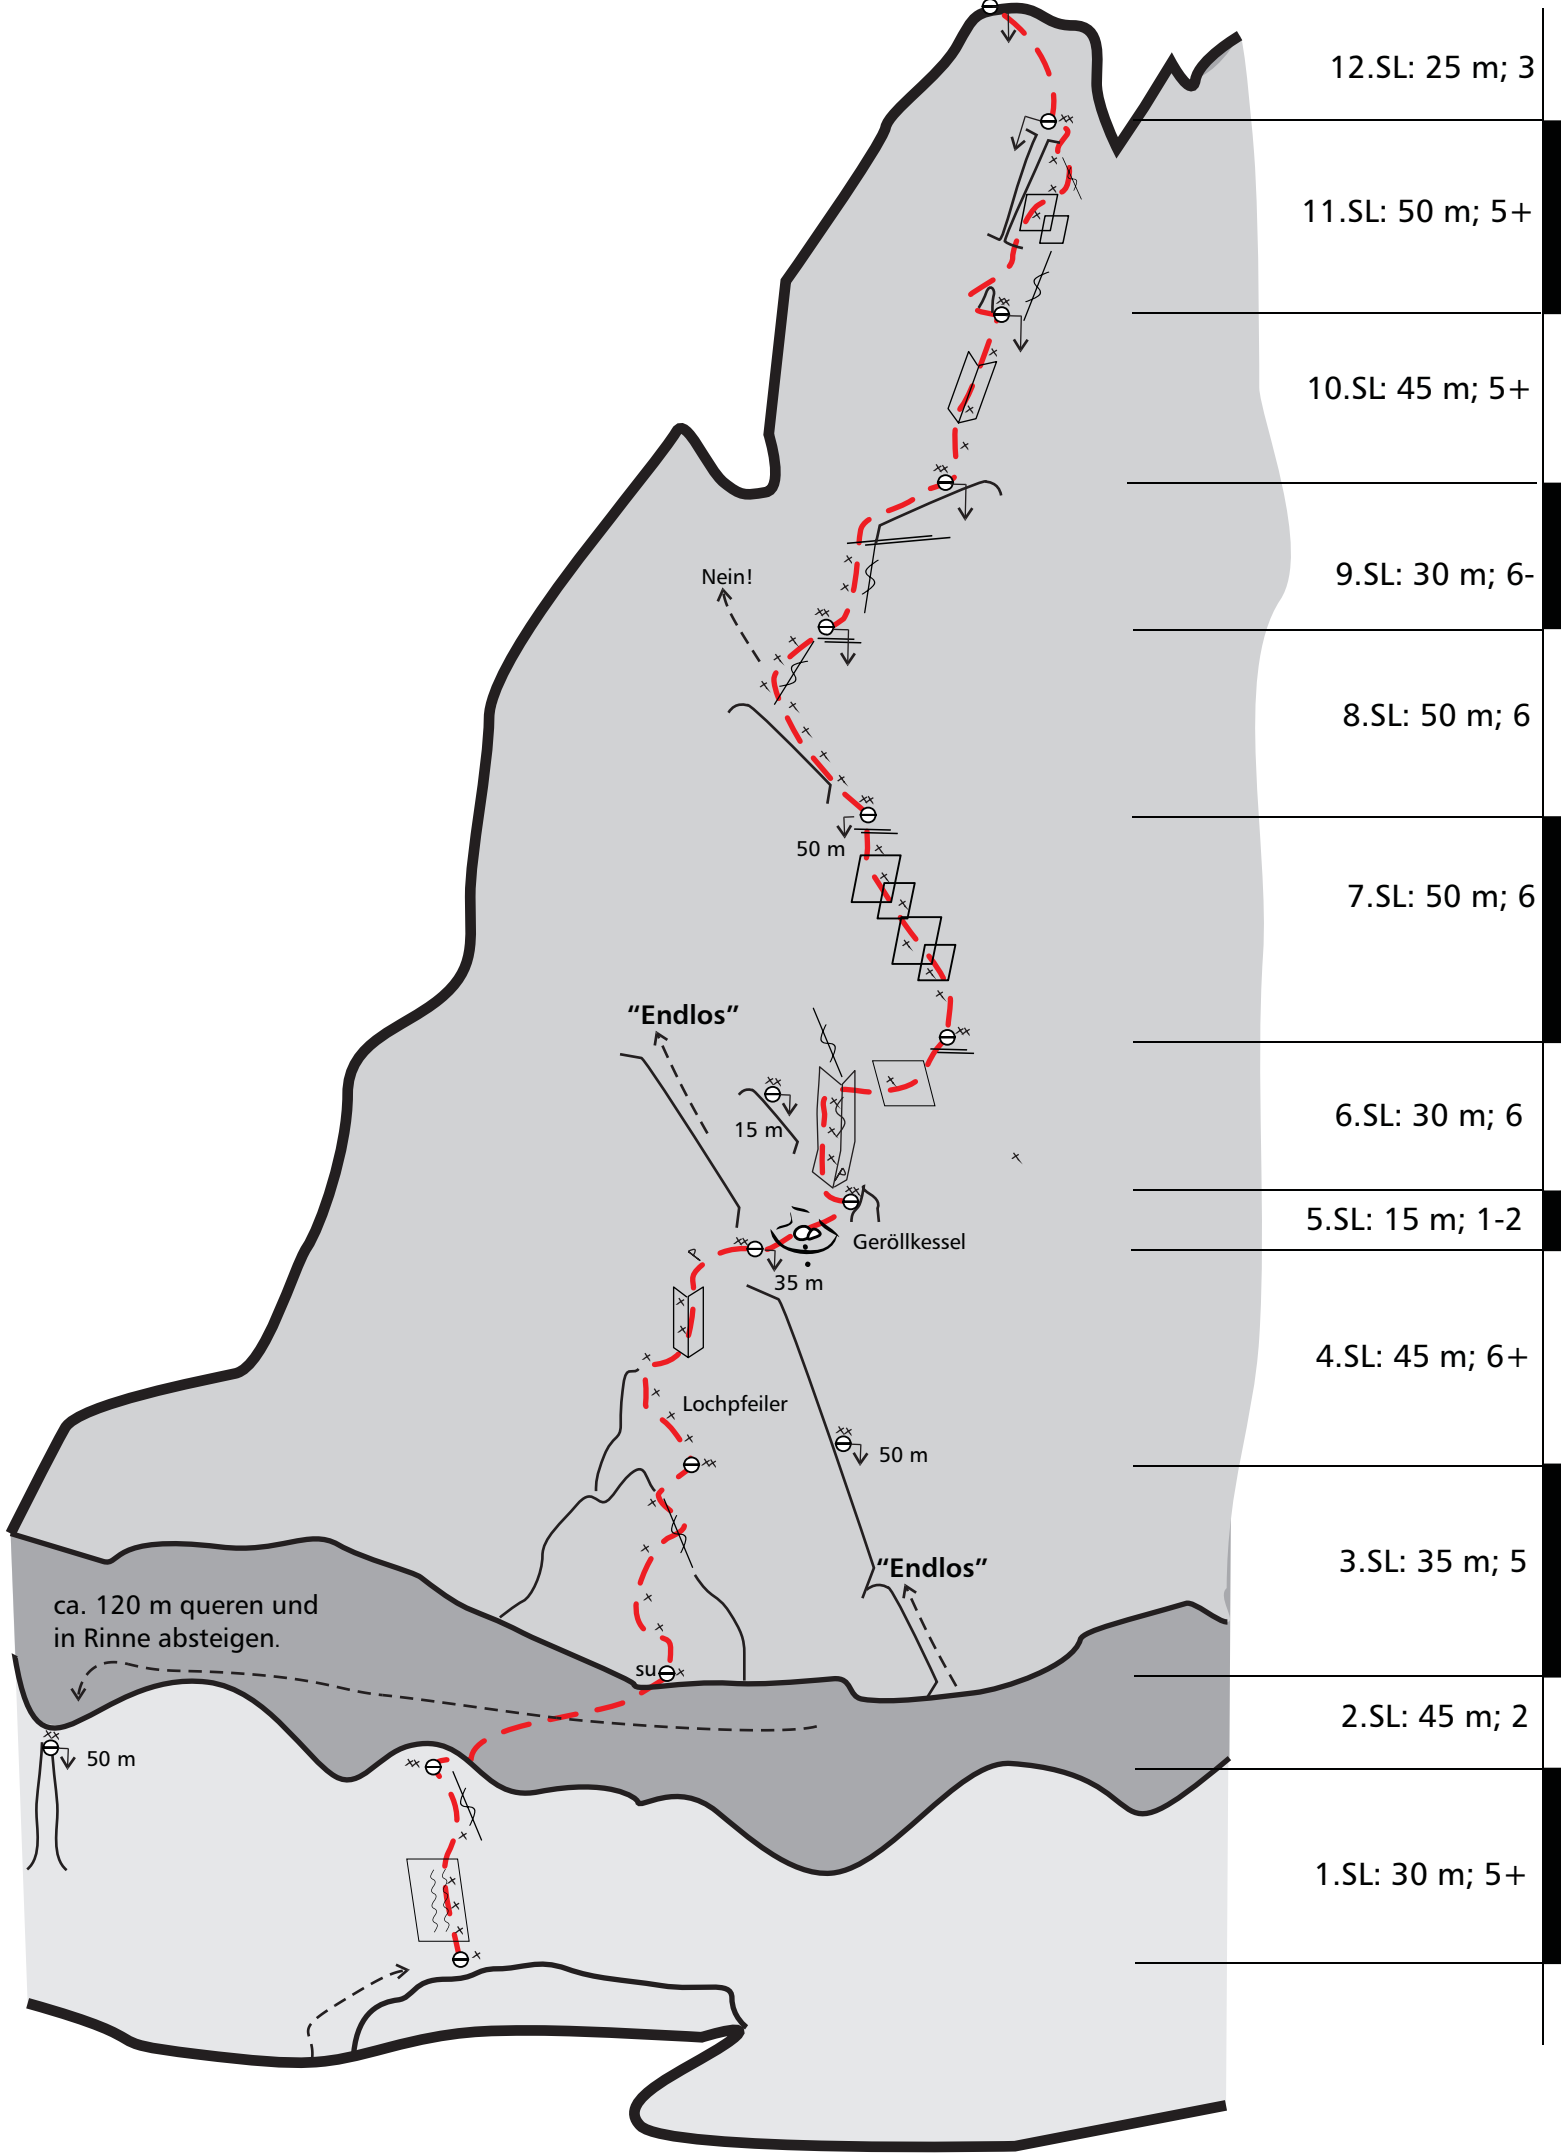 12.SL: 25 m; 3
11.SL: 50 m; 5+
10.SL: 45 m; 5+
Nein!
9.SL: 30 m; 6-
8.SL: 50 m; 6
50 m
7.SL: 50 m; 6
“Endlos”
15 m
6.SL: 30 m; 6
5.SL: 15 m; 1-2
Geröllkessel
35 m
4.SL: 45 m; 6+
Lochpfeiler
50 m
3.SL: 35 m; 5
“Endlos”
ca. 120 m queren und
in Rinne absteigen.
su
2.SL: 45 m; 2
50 m
1.SL: 30 m; 5+